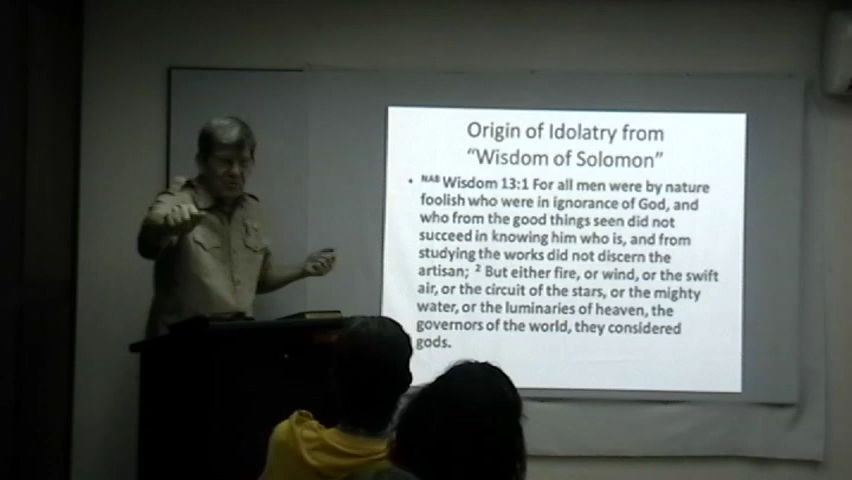 Origin of Idolatry from
“Wisdom of Solomon”
• NAB Wisdom 13:1 For all men were by nature
foolish who were in ignorance of God, and
who from the good things seen did not
succeed in knowing him who is, and from
studying the works did not discern the
artisan; 2 But either fire, or wind, or the swift
air, or the circuit of the stars, or the mighty
water, or the luminaries of heaven, the
governors of the world, they considered
gods.